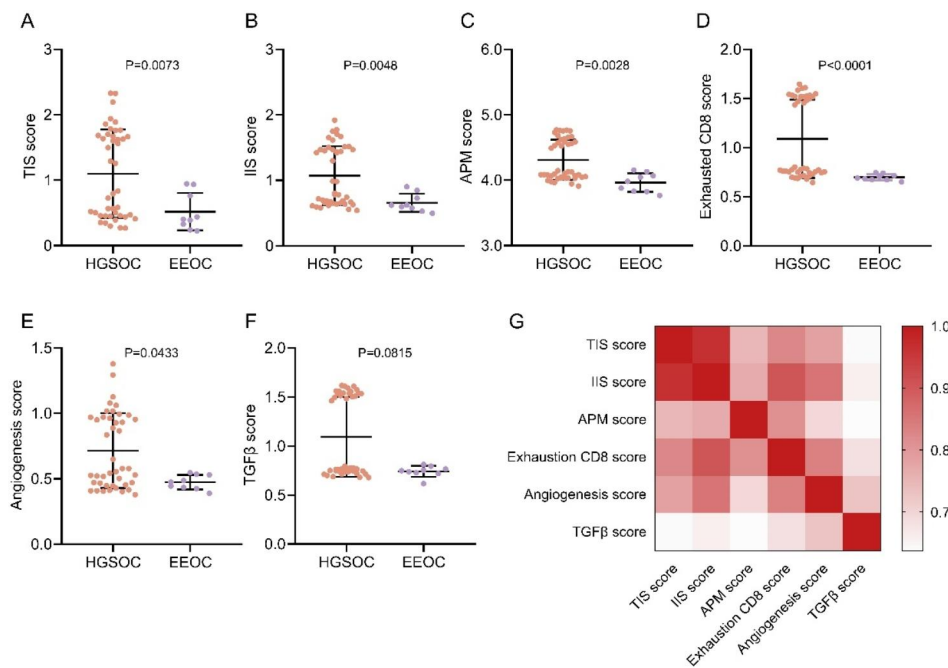 A
TIS score
3
2
1
0
P=0.0073
HGSOC
EEOC
B
IIS score
3
2
1
0
P=0.0048
HGSOC
EEOC
C
APM score
6.0
5.0
4.0
3.0
P=0.0028
HGSOC
EEOC
D
Exhausted CD8 score
2.0
1.5
1.0
0.5
0.0
P<0.0001
HGSOC
EEOC
E
Angiogenesis score
1.5
1.0
0.5
0.0
P=0.0433
HGSOC
EEOC
F
TGFβ score
2.0
1.5
1.0
0.5
0.0
P=0.0815
HGSOC
EEOC
G
TIS score
IIS score
APM score
Exhaustion CD8 score
Angiogenesis score
TGFβ score
TIS score
IIS score
APM score
Exhaustion CD8 score
Angiogenesis score
TGFβ score
1.0
0.9
0.8
0.7